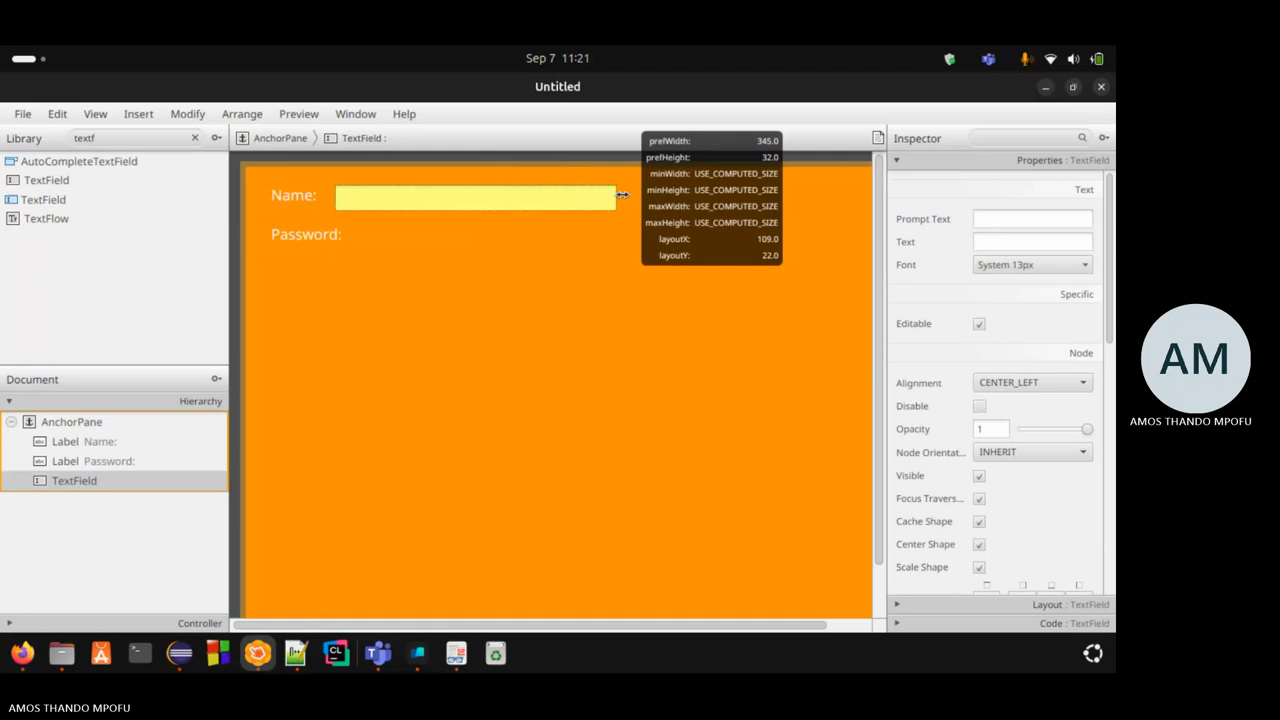 Sep 7 11:21
Untitled
File Edit View Insert Modify Arrange Preview Window Help
Library textf
AnchorPane TextField :
AutoCompleteTextField
TextField
TextField
TextFlow
Document
Hierarchy
AnchorPane
Label Name:
Label Password:
TextField
Controller
Name:
Password:
prefWidth: 345.0
prefHeight: 32.0
minWidth: USE_COMPUTED_SIZE
minHeight: USE_COMPUTED_SIZE
maxWidth: USE_COMPUTED_SIZE
maxHeight: USE_COMPUTED_SIZE
layoutX: 109.0
layoutY: 22.0
Inspector
Properties : TextField
Text
Prompt Text
Text
Font System 13px
Specific
Editable
Node
Alignment CENTER_LEFT
Disable
Opacity 1
Node Orientat... INHERIT
Visible
Focus Travers...
Cache Shape
Center Shape
Scale Shape
Layout : TextField
Code : TextField
CL
AM
AMOS THANDO MPOFU
AMOS THANDO MPOFU